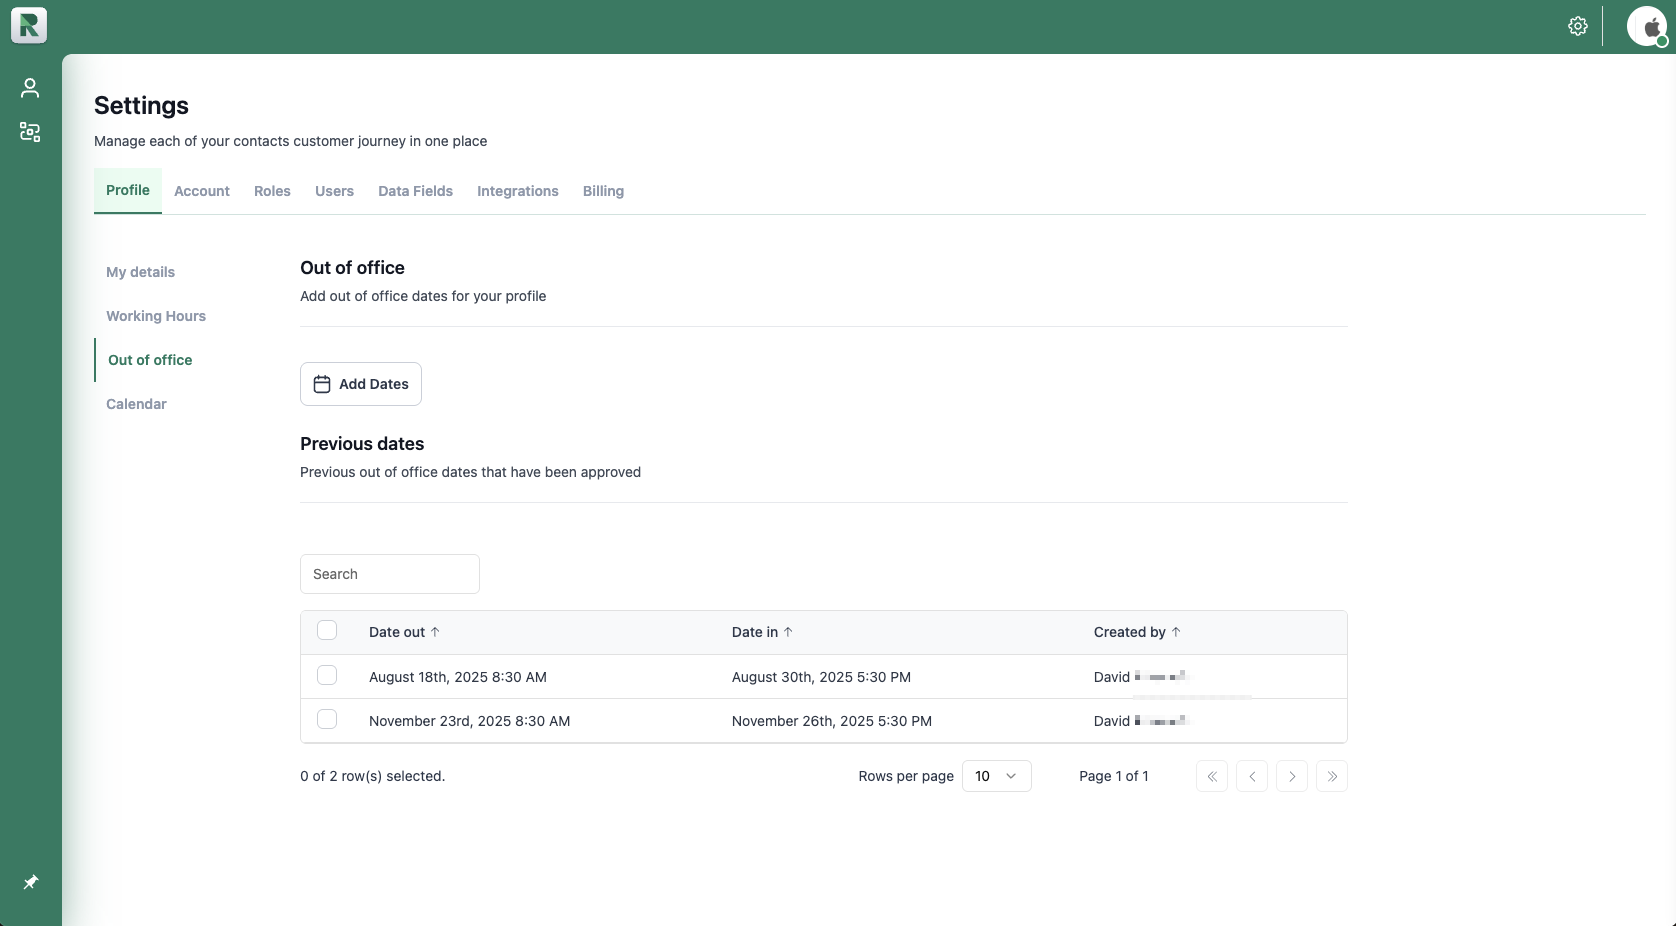 R
Settings
Manage each of your contacts customer journey in one place
Profile Account Roles Users Data Fields Integrations Billing
My details
Working Hours
Out of office
Calendar
Out of office
Add out of office dates for your profile
Add Dates
Previous dates
Previous out of office dates that have been approved
Search
Date out ↑ Date in ↑ Created by ↑
August 18th, 2025 8:30 AM August 30th, 2025 5:30 PM David
November 23rd, 2025 8:30 AM November 26th, 2025 5:30 PM David
0 of 2 row(s) selected. Rows per page 10 Page 1 of 1